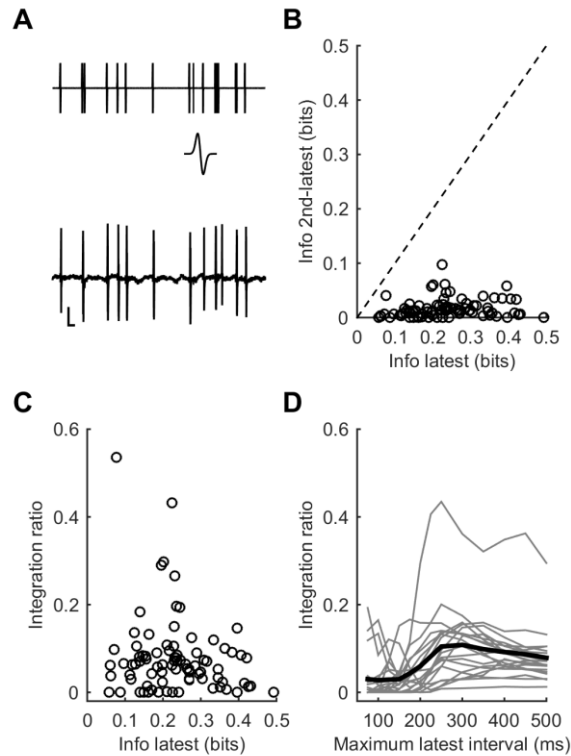 A
B
0.5
0.4
0.3
0.2
0.1
0
Info 2nd-latest (bits)
0 0.1 0.2 0.3 0.4 0.5
Info latest (bits)
C
0.6
0.4
0.2
0
Integration ratio
0 0.1 0.2 0.3 0.4 0.5
Info latest (bits)
D
0.6
0.4
0.2
0
Integration ratio
100 200 300 400 500
Maximum latest interval (ms)